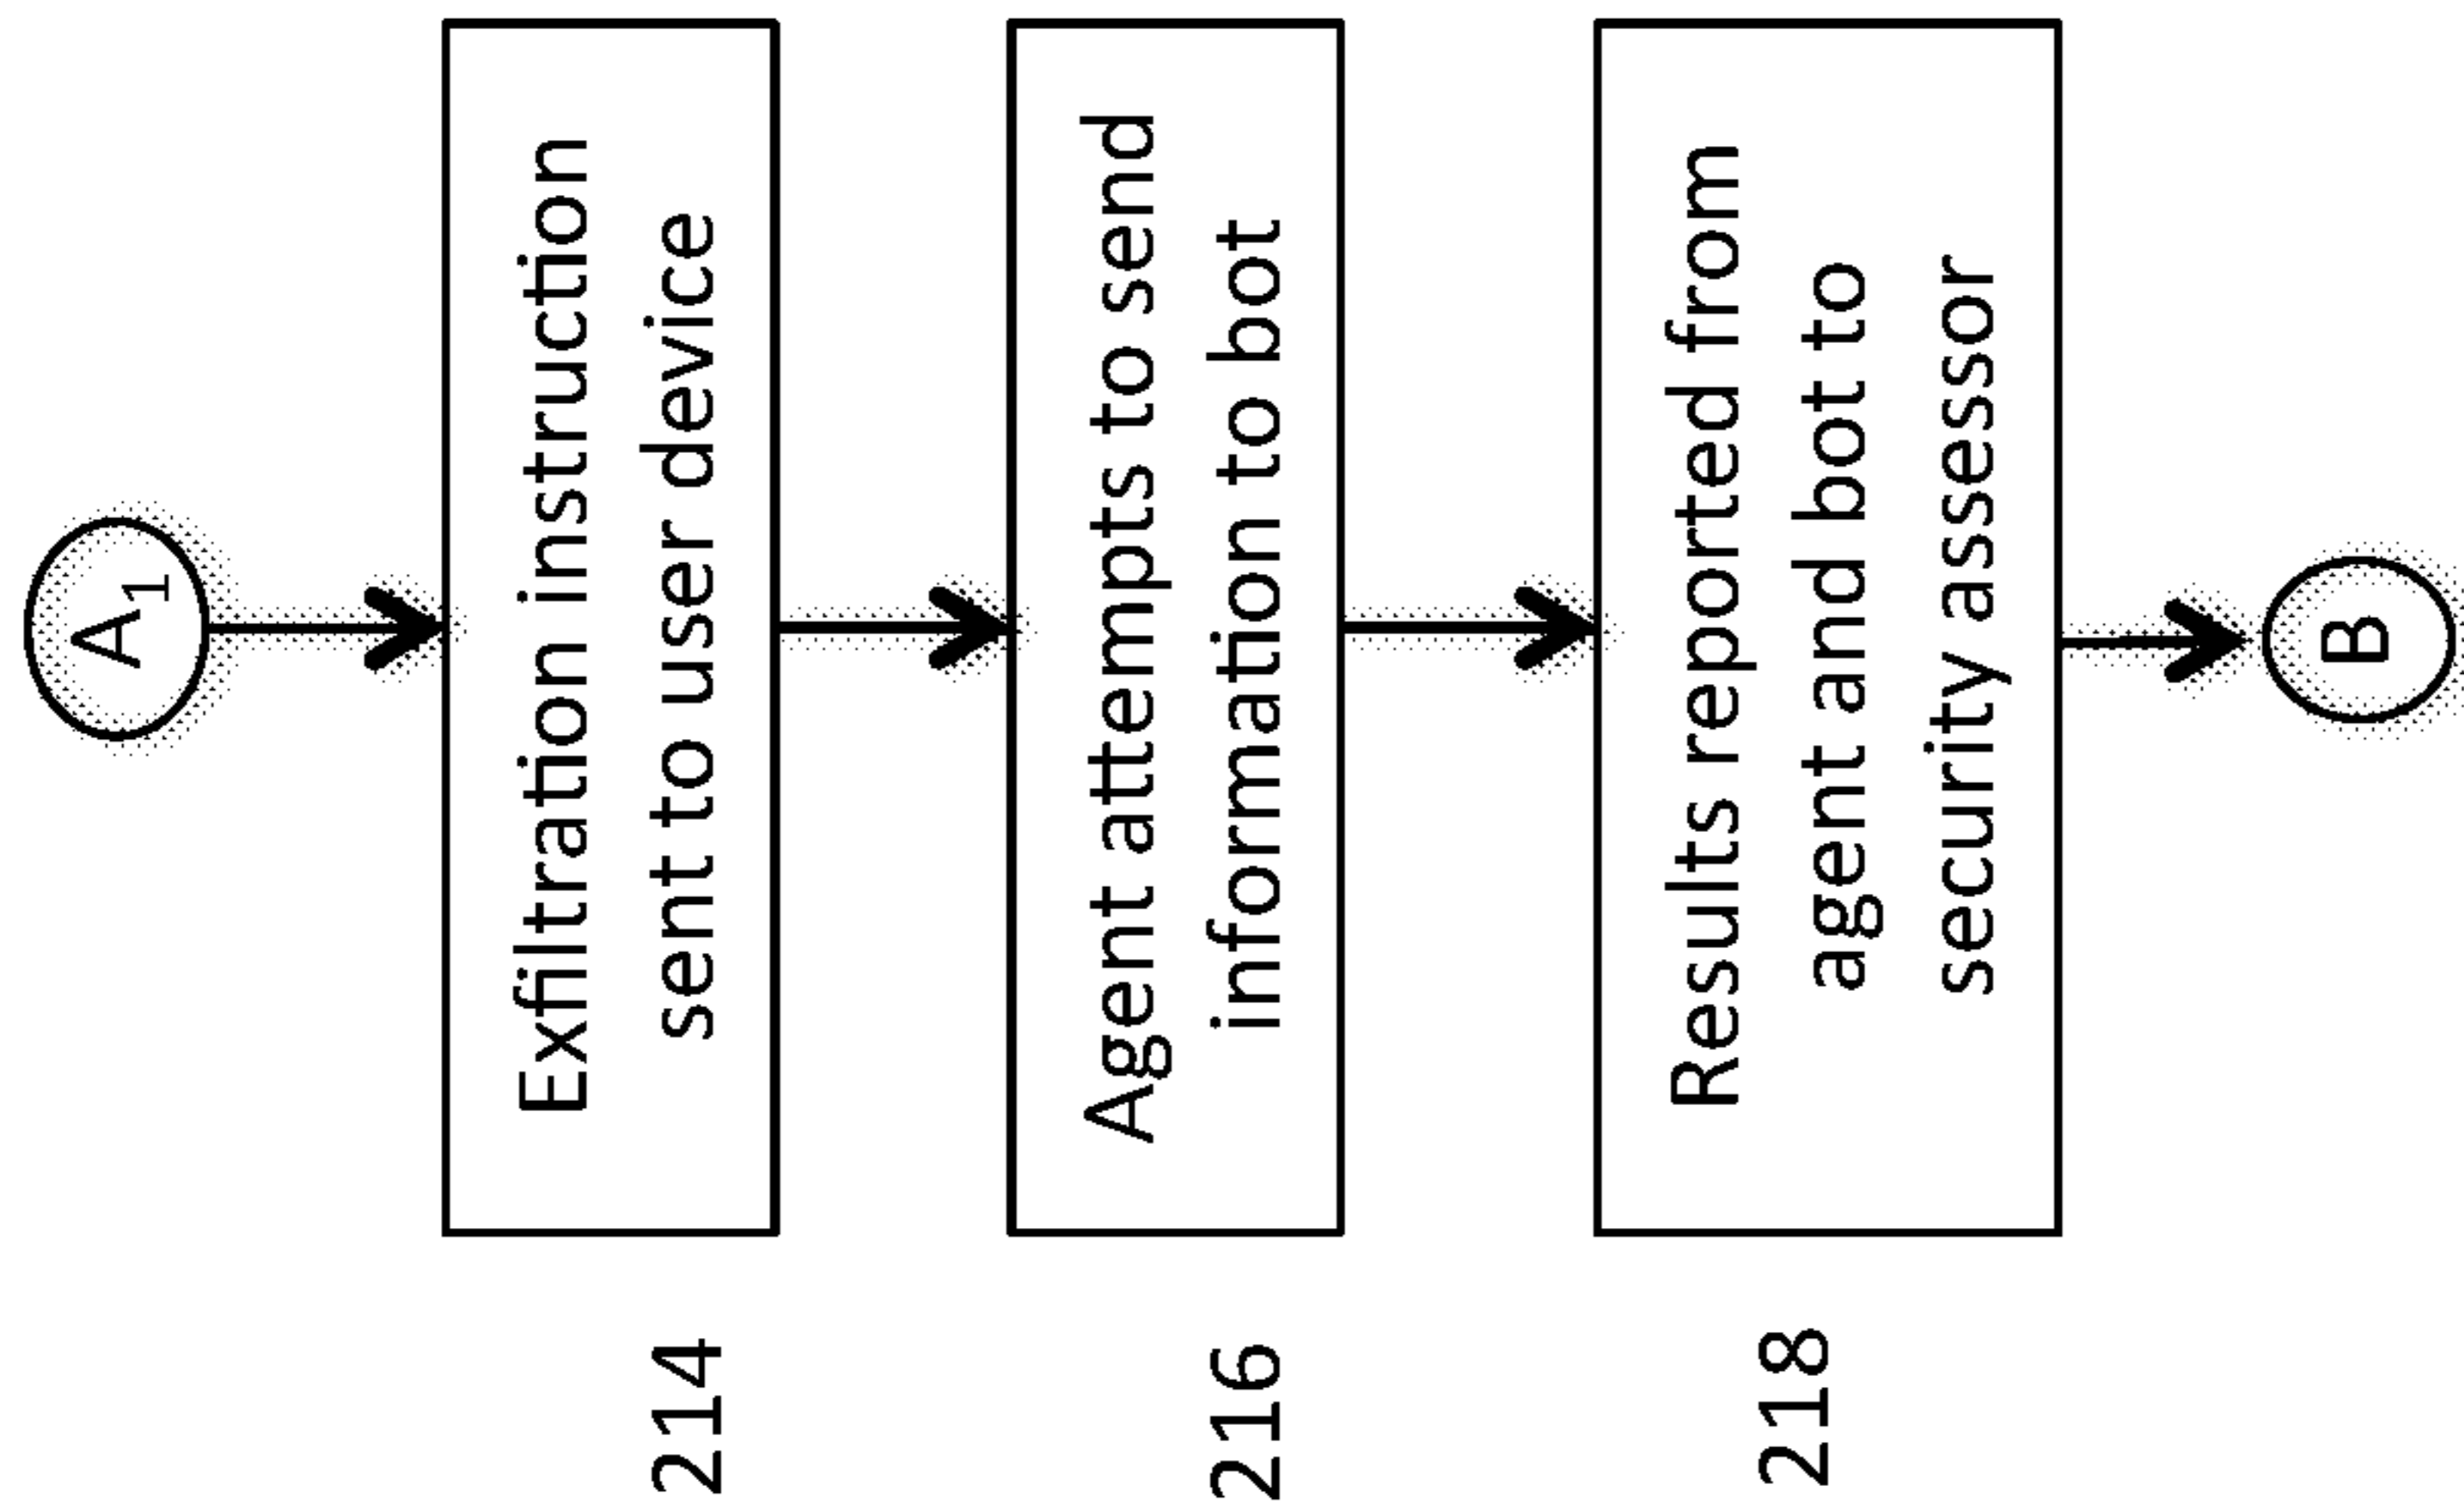 A1
214
Exfiltration instruction
sent to user device
216
Agent attempts to send
information to bot
218
Results reported from
agent and bot to
security assessor
B